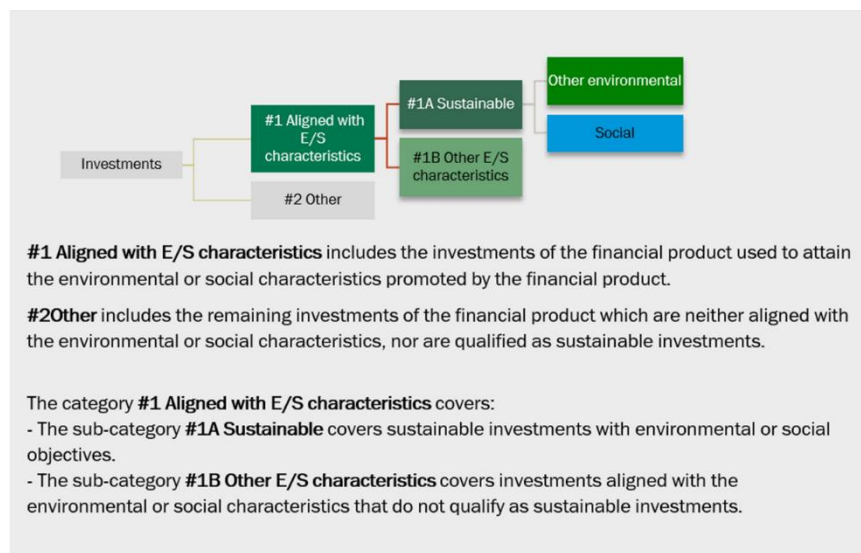 Other environmental
#1A Sustainable
#1 Aligned with
E/S
characteristics
Social
#1B Other E/S
characteristics
Investments
#2 Other
#1 Aligned with E/S characteristics includes the investments of the financial product used to attain
the environmental or social characteristics promoted by the financial product.
#2Other includes the remaining investments of the financial product which are neither aligned with
the environmental or social characteristics, nor are qualified as sustainable investments.
The category #1 Aligned with E/S characteristics covers:
- The sub-category #1A Sustainable covers sustainable investments with environmental or social
objectives.
- The sub-category #1B Other E/S characteristics covers investments aligned with the
environmental or social characteristics that do not qualify as sustainable investments.